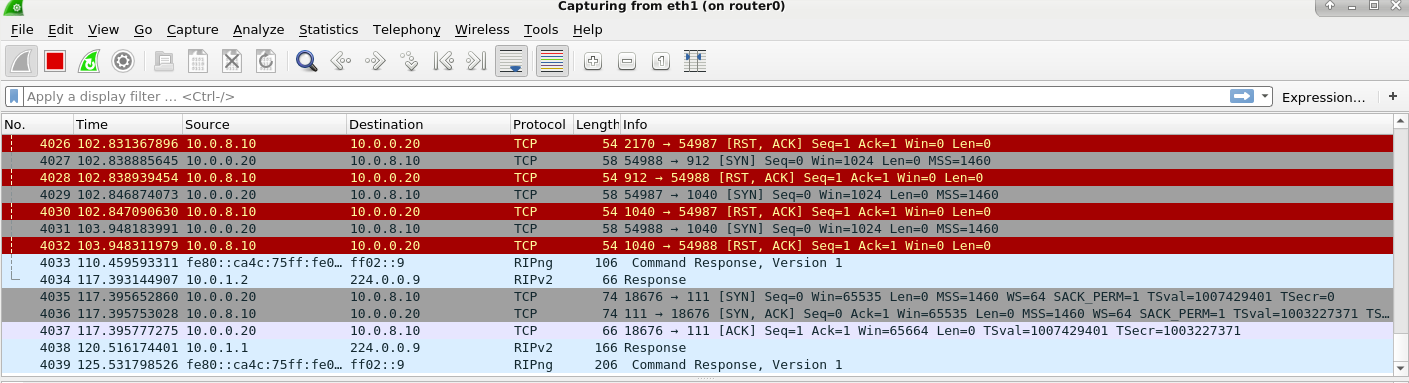 Capturing from eth1 (on router0)
File Edit View Go Capture Analyze Statistics Telephony Wireless Tools Help
Apply a display filter ... <Ctrl-/> Expression... +
No. Time Source Destination Protocol Length Info
4026 102.831367896 10.0.8.10 10.0.0.20 TCP 54 2170 → 54987 [RST, ACK] Seq=1 Ack=1 Win=0 Len=0
4027 102.838885645 10.0.0.20 10.0.8.10 TCP 58 54988 → 912 [SYN] Seq=0 Win=1024 Len=0 MSS=1460
4028 102.838939454 10.0.8.10 10.0.0.20 TCP 54 912 → 54988 [RST, ACK] Seq=1 Ack=1 Win=0 Len=0
4029 102.846874073 10.0.0.20 10.0.8.10 TCP 58 54987 → 1040 [SYN] Seq=0 Win=1024 Len=0 MSS=1460
4030 102.847090630 10.0.8.10 10.0.0.20 TCP 54 1040 → 54987 [RST, ACK] Seq=1 Ack=1 Win=0 Len=0
4031 103.948183991 10.0.0.20 10.0.8.10 TCP 58 54988 → 1040 [SYN] Seq=0 Win=1024 Len=0 MSS=1460
4032 103.948311979 10.0.8.10 10.0.0.20 TCP 54 1040 → 54988 [RST, ACK] Seq=1 Ack=1 Win=0 Len=0
4033 110.459593311 fe80::ca4c:75ff:fe0… ff02::9 RIPng 106 Command Response, Version 1
4034 117.393144907 10.0.1.2 224.0.0.9 RIPv2 66 Response
4035 117.395652860 10.0.0.20 10.0.8.10 TCP 74 18676 → 111 [SYN] Seq=0 Win=65535 Len=0 MSS=1460 WS=64 SACK_PERM=1 TSval=1007429401 TSecr=0
4036 117.395753028 10.0.8.10 10.0.0.20 TCP 74 111 → 18676 [SYN, ACK] Seq=0 Ack=1 Win=65535 Len=0 MSS=1460 WS=64 SACK_PERM=1 TSval=1003227371 TS…
4037 117.395777275 10.0.0.20 10.0.8.10 TCP 66 18676 → 111 [ACK] Seq=1 Ack=1 Win=65664 Len=0 TSval=1007429401 TSecr=1003227371
4038 120.516174401 10.0.1.1 224.0.0.9 RIPv2 166 Response
4039 125.531798526 fe80::ca4c:75ff:fe0… ff02::9 RIPng 206 Command Response, Version 1